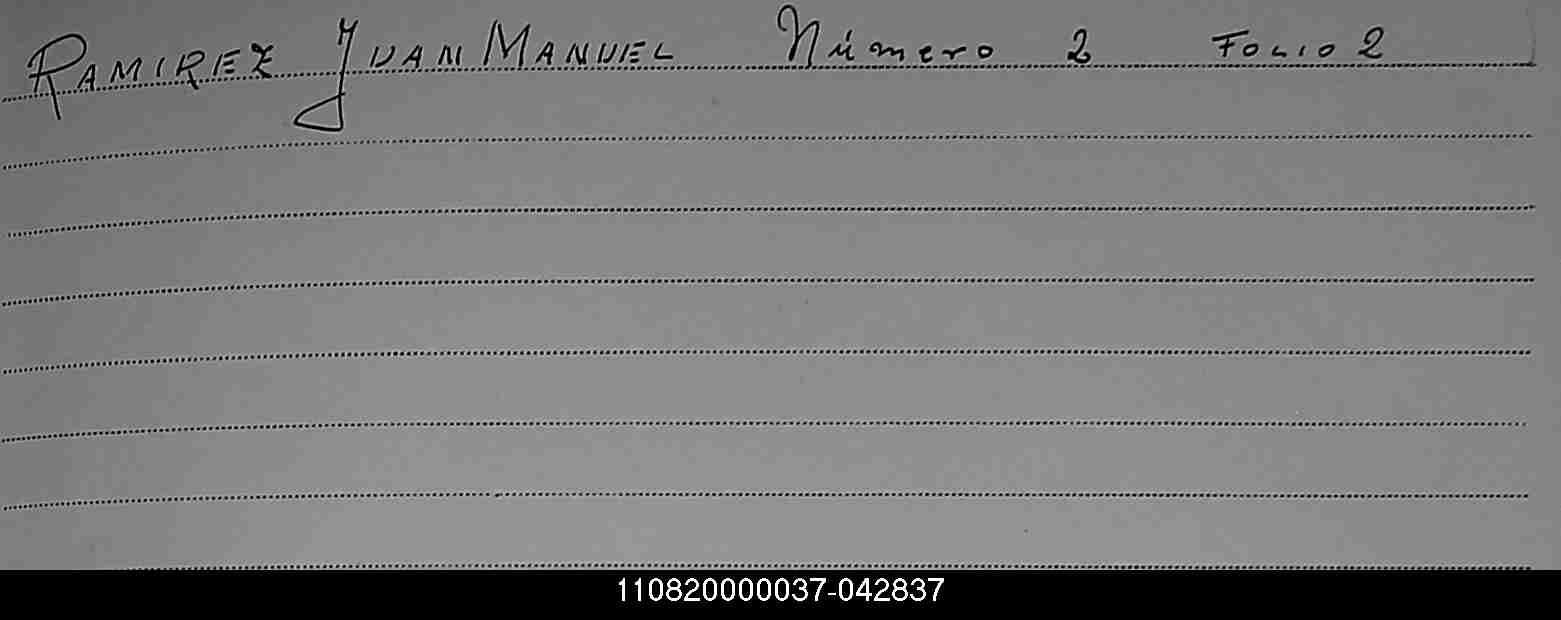 RAMIREZ JUAN MANUEL Número 2 FOLIO 2
110820000037-042837